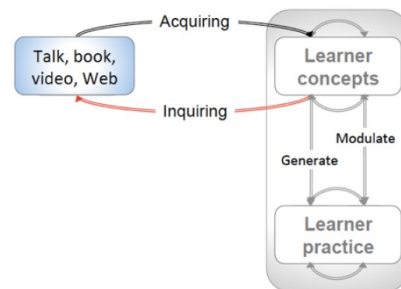 Acquiring
Talk, book,
video, Web
Learner
concepts
Inquiring
Modulate
Generate
Learner
practice